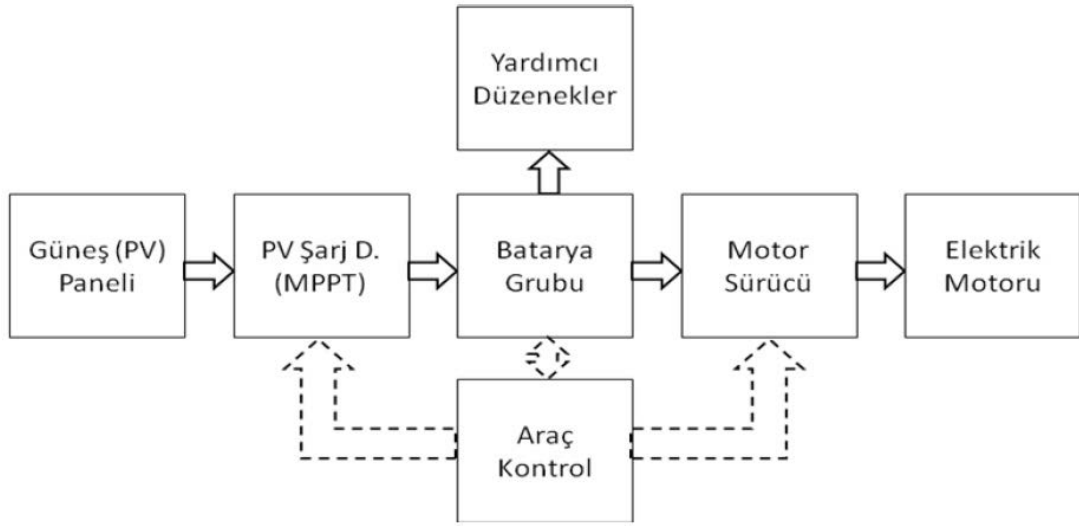 Yardımcı
Düzenekler
Güneş (PV)
Paneli
PV Şarj D.
(MPPT)
Batarya
Grubu
Motor
Sürücü
Elektrik
Motoru
Araç
Kontrol